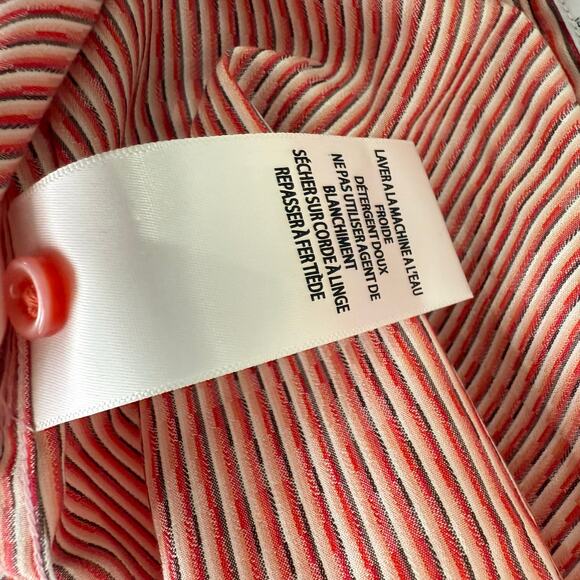 LAVER A LA MACHINE A L'EAU
FROIDE
DÉTERGENT DOUX
NE PAS UTILISER AGENT DE
BLANCHIMENT
SÉCHER SUR CORDE À LINGE
REPASSER À FER TIÈDE